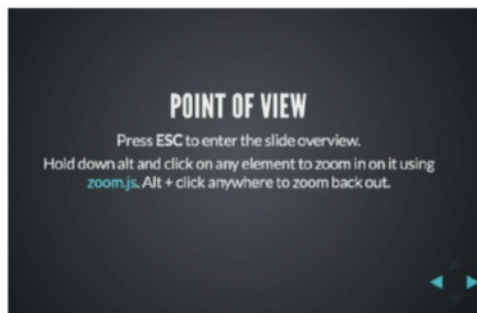 POINT OF VIEW
Press ESC to enter the slide overview.
Hold down alt and click on any element to zoom in on it using
zoom.js. Alt + click anywhere to zoom back out.